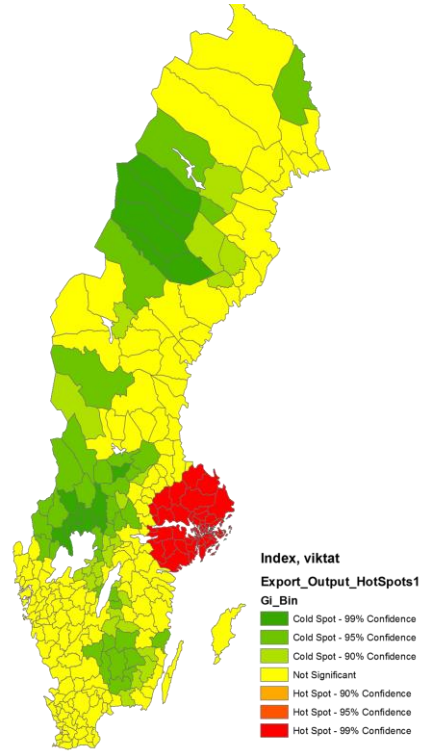 Index, viktat
Export_Output_HotSpots1
Gi_Bin
Cold Spot - 99% Confidence
Cold Spot - 95% Confidence
Cold Spot - 90% Confidence
Not Significant
Hot Spot - 90% Confidence
Hot Spot - 95% Confidence
Hot Spot - 99% Confidence